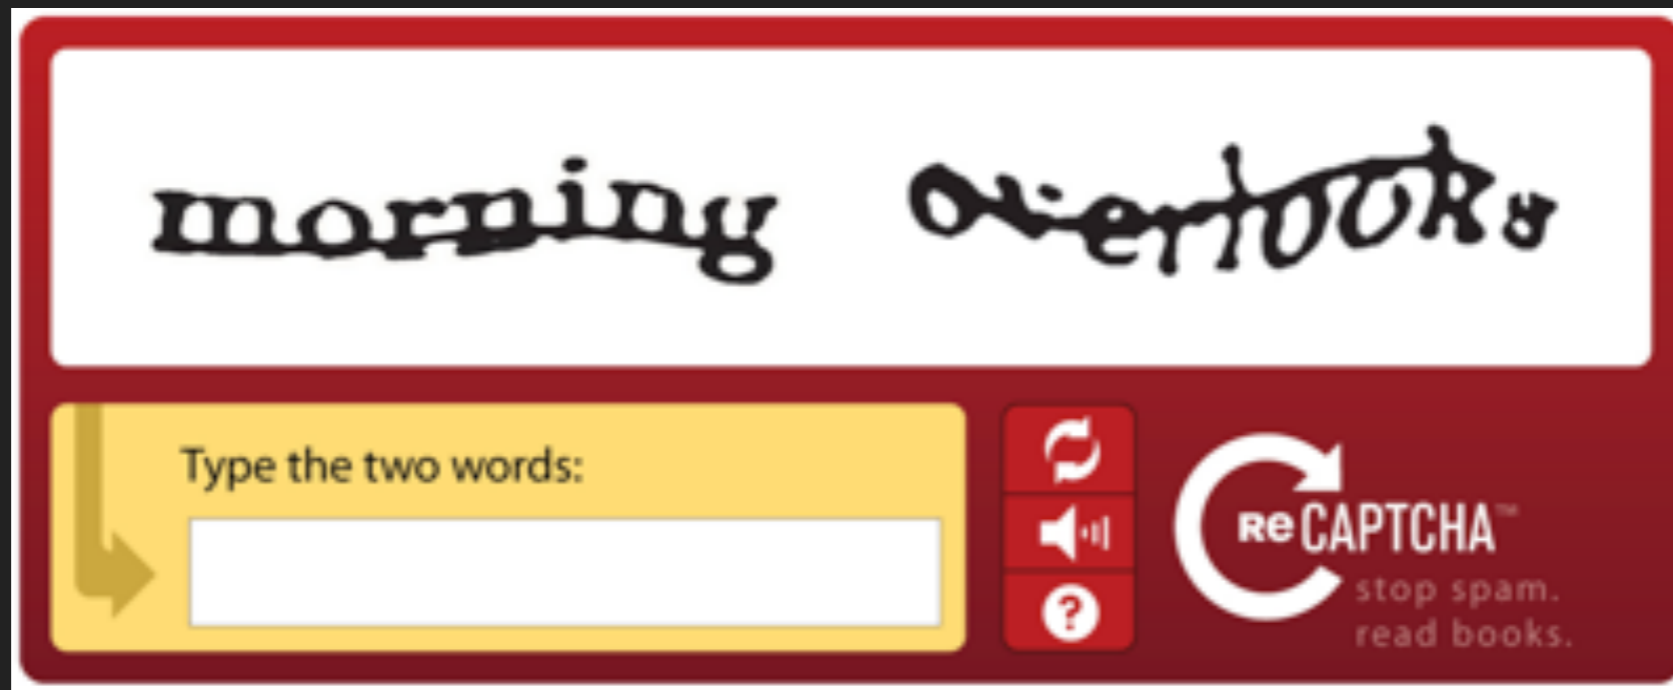 morning overlooks
Type the two words:
ReCAPTCHA™
stop spam.
read books.